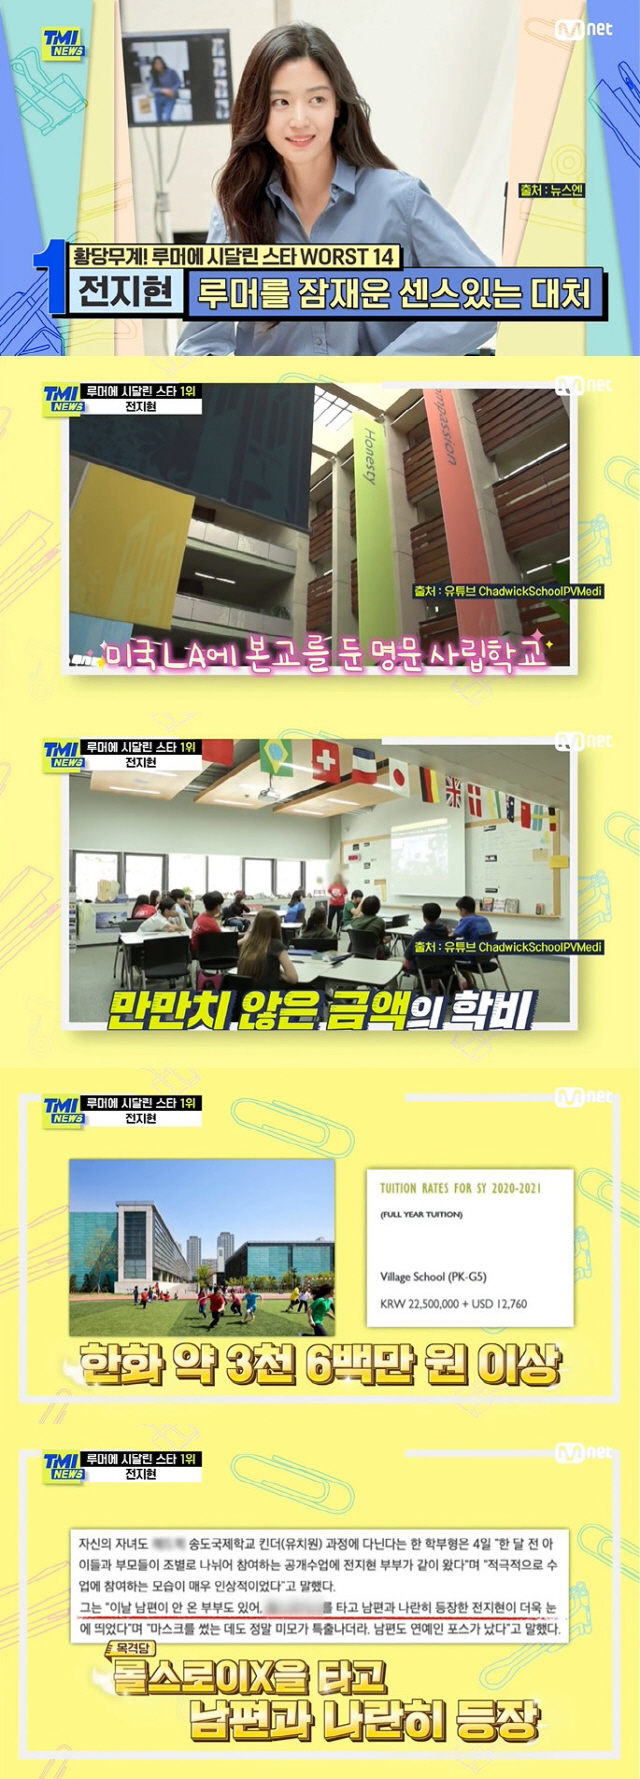 TMI
NEWS
Mnet
출처 : 뉴스엔
1
황당무계! 루머에 시달린 스타 WORST 14
전지현
루머를 잠재운 센스있는 대처
TMI
NEWS
루머에 시달린 스타 1위
전지현
Mnet
Honesty
mpassion
출처 : 유튜브 ChadwickSchoolPVMedi
미국 LA에 본교를 둔 명문 사립학교
TMI
NEWS
루머에 시달린 스타 1위
전지현
Mnet
출처 : 유튜브 ChadwickSchoolPVMedi
만만치 않은 금액의 학비
TMI
NEWS
루머에 시달린 스타 1위
전지현
Mnet
TUITION RATES FOR SY 2020-2021
(FULL YEAR TUITION)
Village School (PK-G5)
KRW 22,500,000 + USD 12,760
한화 약 3천 6백만 원 이상
TMI
NEWS
루머에 시달린 스타 1위
전지현
Mnet
자신의 자녀도 송도국제학교 킨더(유치원) 과정에 다닌다는 한 학부형은 4일 "한 달 전 아
이들과 부모들이 조별로 나뉘어 참여하는 공개수업에 전지현 부부가 같이 왔다"며 "적극적으로 수
업에 참여하는 모습이 매우 인상적이었다"고 말했다.
그는 "이날 남편이 안 온 부부도 있어, 를 타고 남편과 나란히 등장한 전지현이 더욱 눈
에 띄었다"며 "마스크를 썼는 데도 정말 미모가 특출나더라. 남편도 연예인 포스가 났다"고 말했다.
목격담
롤스로이X을 타고
남편과 나란히 등장